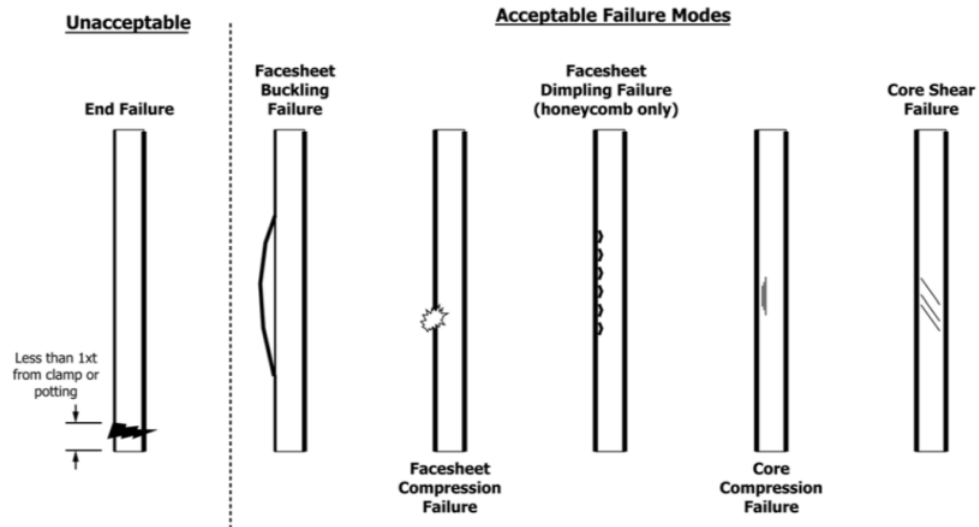 Unacceptable
Acceptable Failure Modes
End Failure
Facesheet
Buckling
Failure
Facesheet
Dimpling Failure
(honeycomb only)
Core Shear
Failure
Less than 1xt
from clamp or
potting
Facesheet
Compression
Failure
Core
Compression
Failure